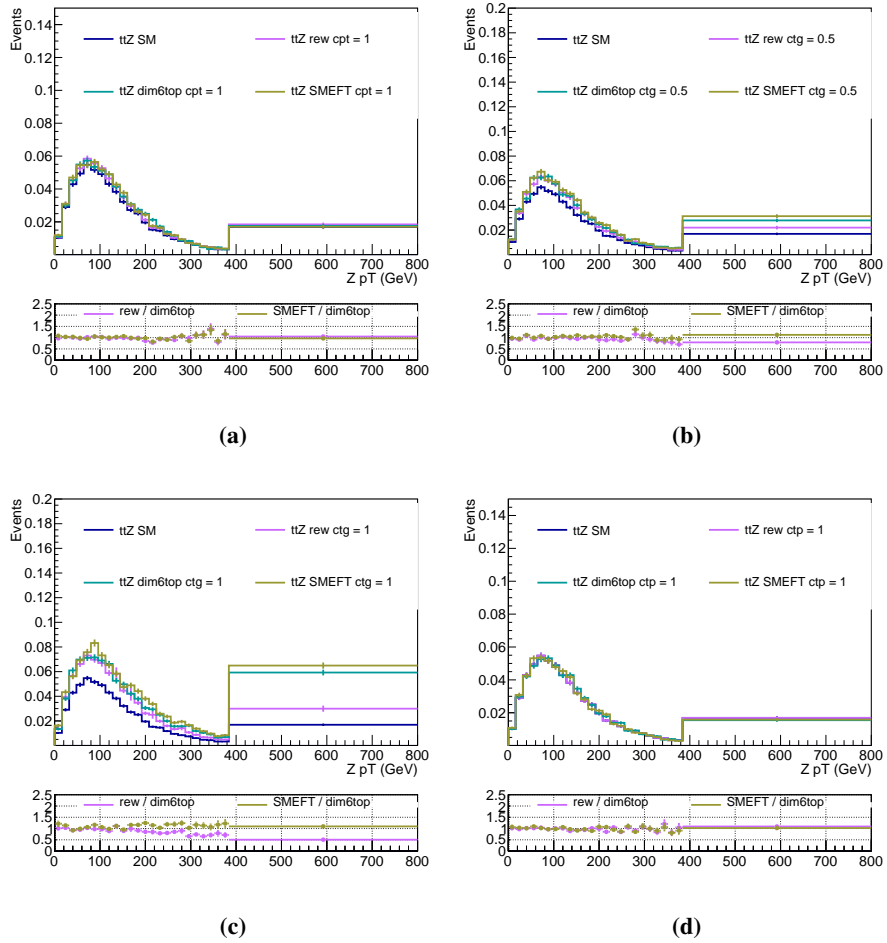 Events
0.14
0.12
0.1
0.08
0.06
0.04
0.02
ttZ SM
ttZ rew cpt = 1
ttZ dim6top cpt = 1
ttZ SMEFT cpt = 1
0 100 200 300 400 500 600 700 800
Z pT (GeV)
2.5
2
1.5
1
0.5
0
rew / dim6top
SMEFT / dim6top
0 100 200 300 400 500 600 700 800
(a)
Events
0.2
0.18
0.16
0.14
0.12
0.1
0.08
0.06
0.04
0.02
ttZ SM
ttZ rew ctg = 0.5
ttZ dim6top ctg = 0.5
ttZ SMEFT ctg = 0.5
0 100 200 300 400 500 600 700 800
Z pT (GeV)
2.5
2
1.5
1
0.5
0
rew / dim6top
SMEFT / dim6top
0 100 200 300 400 500 600 700 800
(b)
Events
0.2
0.18
0.16
0.14
0.12
0.1
0.08
0.06
0.04
0.02
ttZ SM
ttZ rew ctg = 1
ttZ dim6top ctg = 1
ttZ SMEFT ctg = 1
0 100 200 300 400 500 600 700 800
Z pT (GeV)
2.5
2
1.5
1
0.5
0
rew / dim6top
SMEFT / dim6top
0 100 200 300 400 500 600 700 800
(c)
Events
0.14
0.12
0.1
0.08
0.06
0.04
0.02
ttZ SM
ttZ rew ctp = 1
ttZ dim6top ctp = 1
ttZ SMEFT ctp = 1
0 100 200 300 400 500 600 700 800
Z pT (GeV)
2.5
2
1.5
1
0.5
0
rew / dim6top
SMEFT / dim6top
0 100 200 300 400 500 600 700 800
(d)